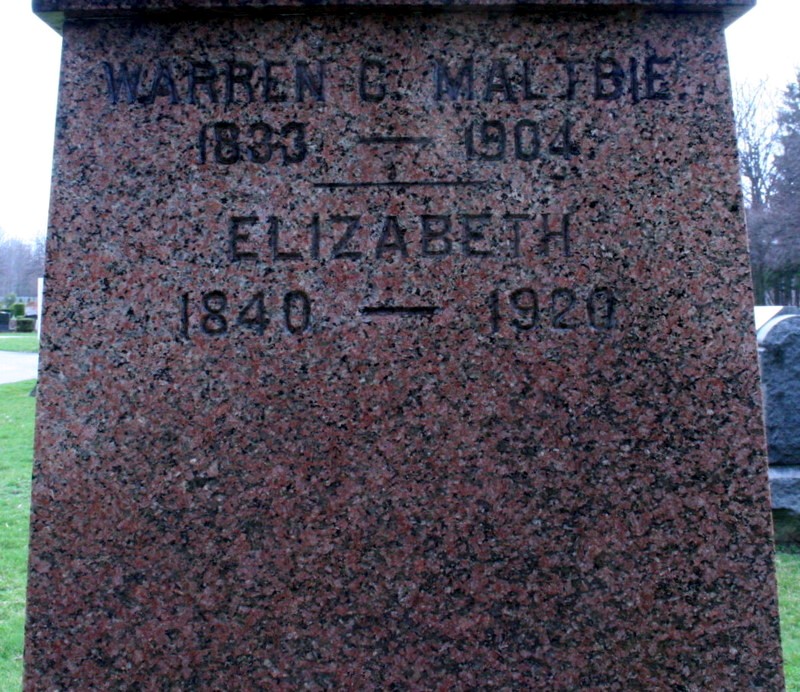 WARREN C. MALTBIE.
1833 — 1904.
ELIZABETH
1840 — 1920